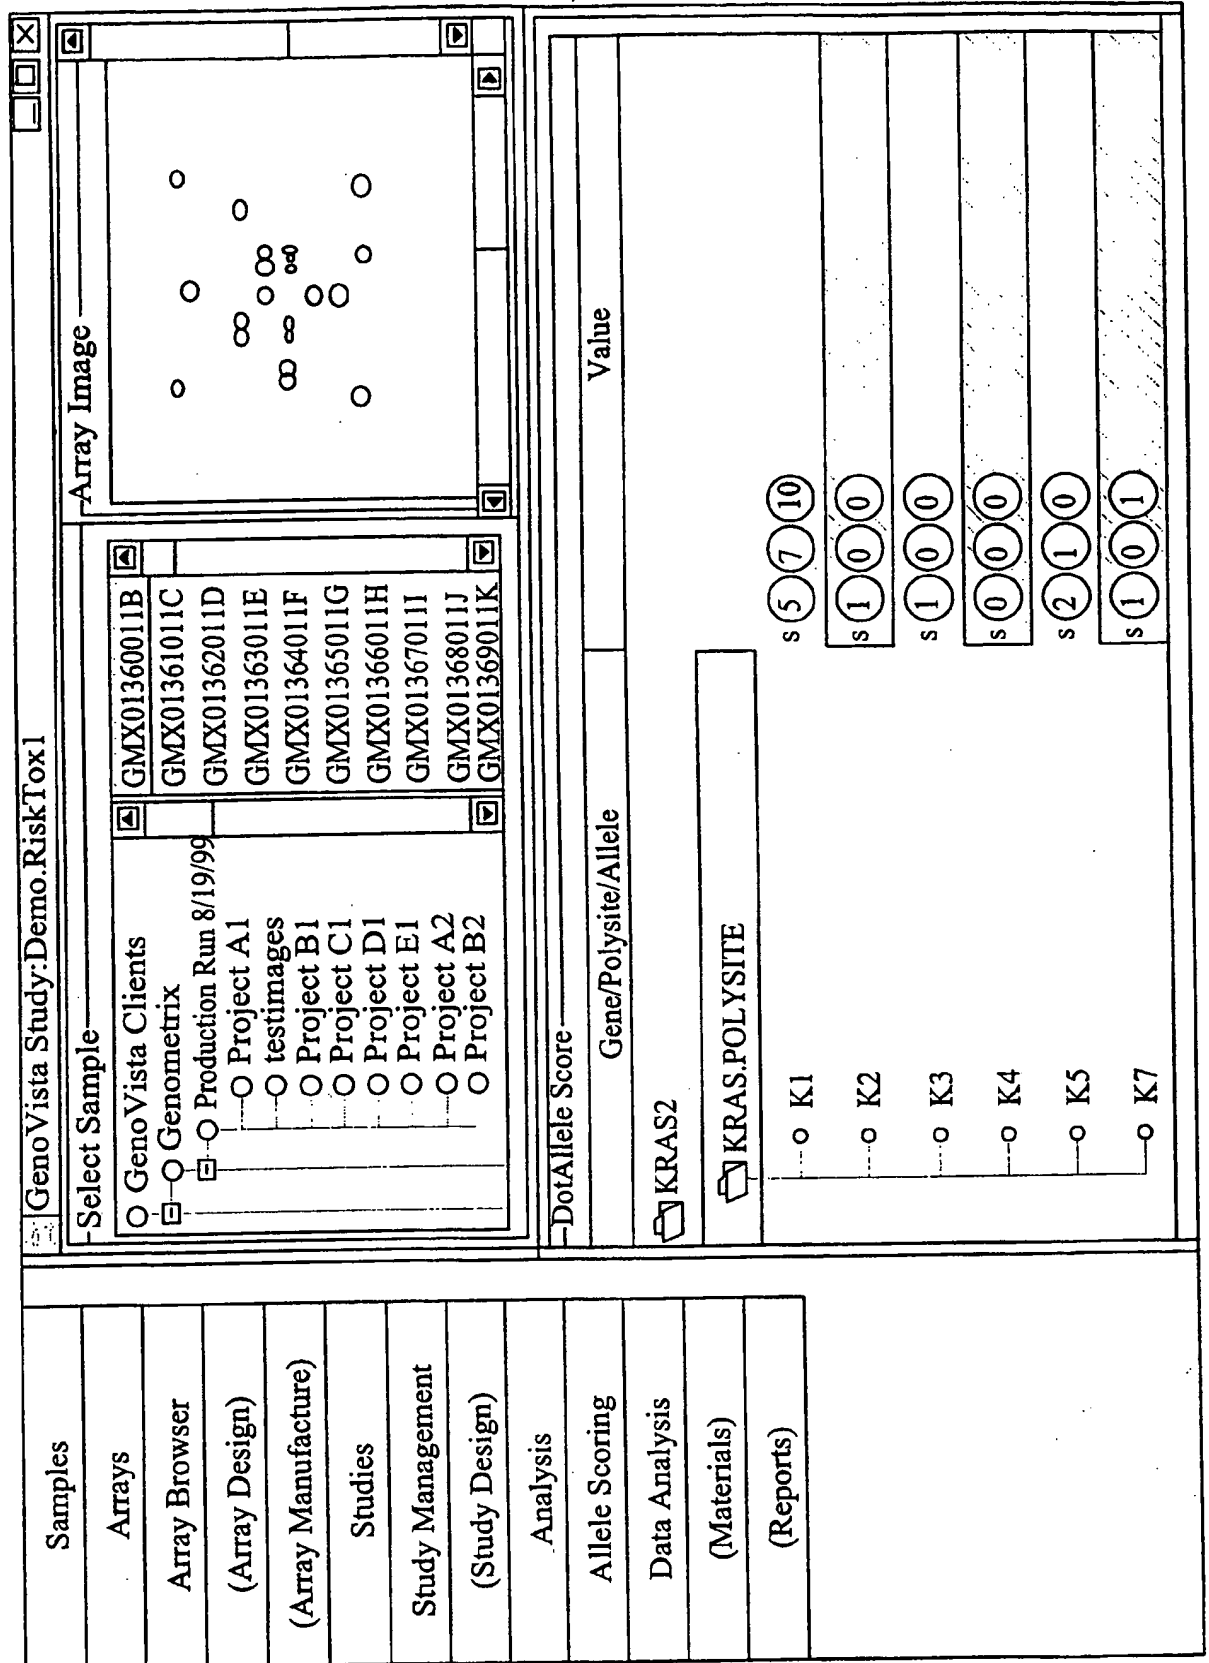 Samples
Arrays
Array Browser
(Array Design)
(Array Manufacture)
Studies
Study Management
(Study Design)
Analysis
Allele Scoring
Data Analysis
(Materials)
(Reports)
GenoVista Study:Demo.RiskTox1
Select Sample
GenoVista Clients
Genometrix
Production Run 8/19/99
Project A1
testimages
Project B1
Project C1
Project D1
Project E1
Project A2
Project B2
GMX01360011B
GMX01361011C
GMX01362011D
GMX01363011E
GMX01364011F
GMX01365011G
GMX01366011H
GMX01367011I
GMX01368011J
GMX01369011K
Array Image
DotAllele Score
Gene/Polysite/Allele Value
KRAS2
KRAS.POLYSITE
K1 s 5 7 10
K2 s 1 0 0
K3 s 1 0 0
K4 s 0 0 0
K5 s 2 1 0
K7 s 1 0 1